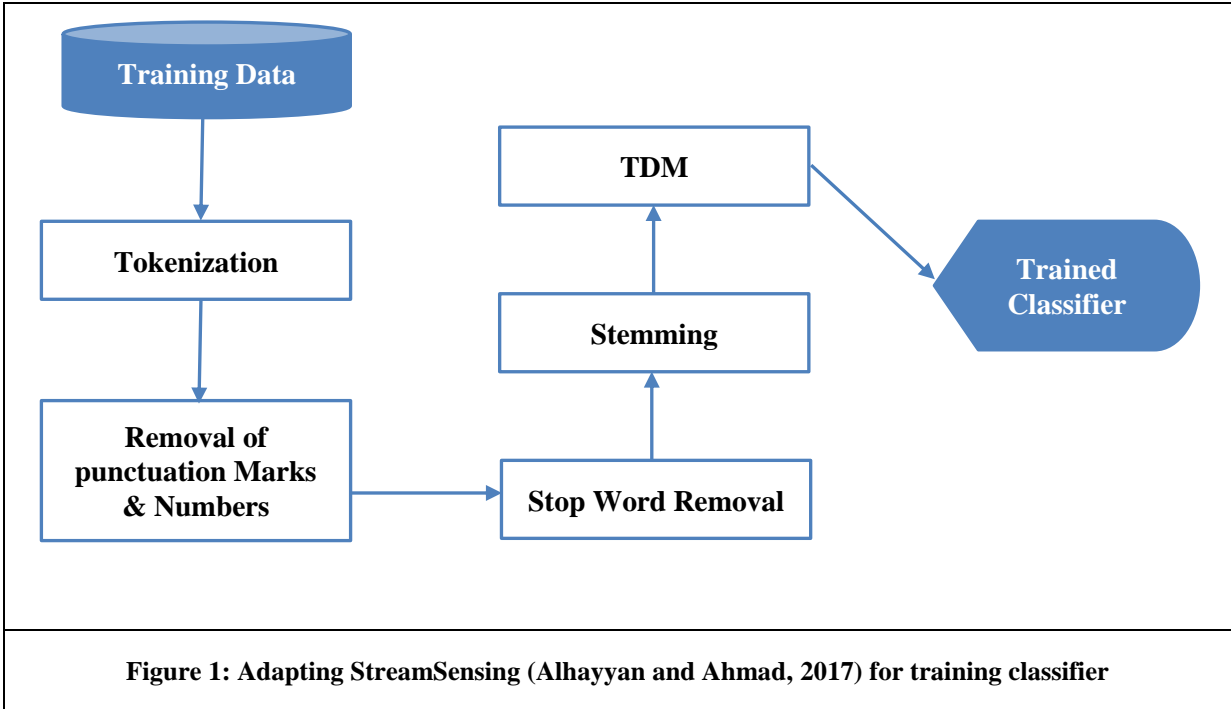 Training Data
Tokenization
Removal of
punctuation Marks
& Numbers
Stop Word Removal
Stemming
TDM
Trained
Classifier
Figure 1: Adapting StreamSensing (Alhayyan and Ahmad, 2017) for training classifier